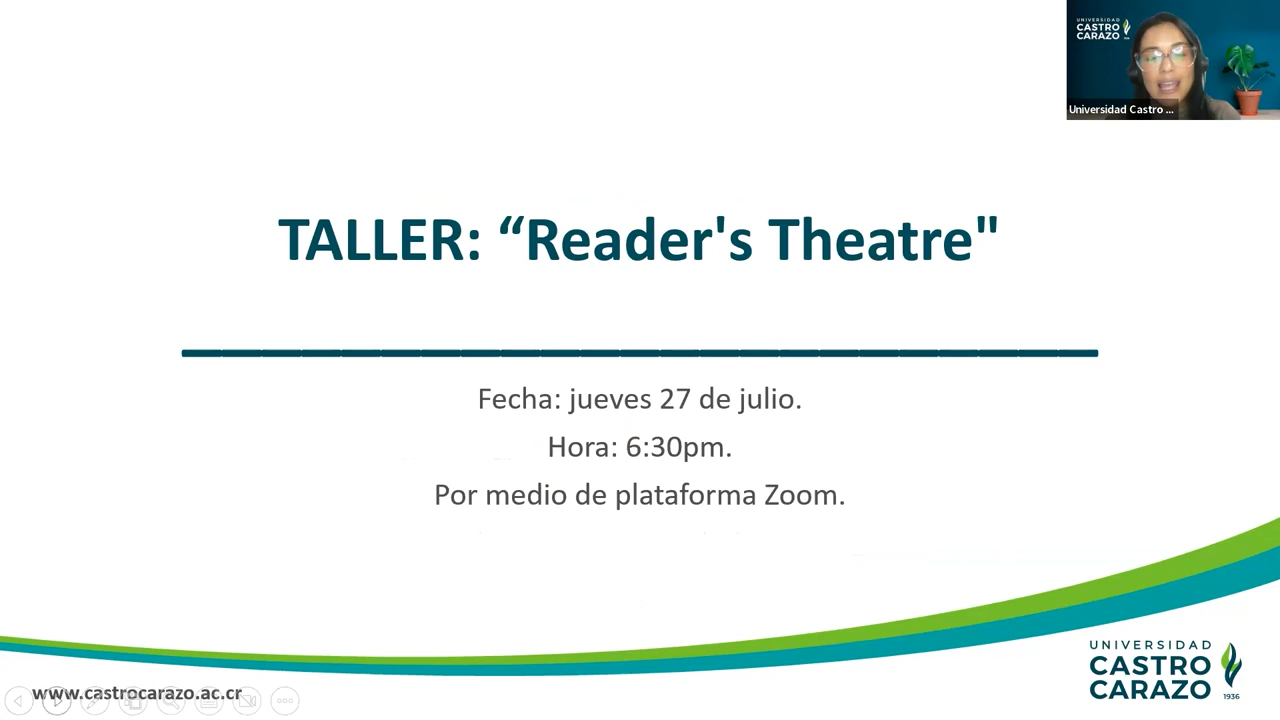 UNIVERSIDAD
CASTRO
CARAZO
Universidad Castro ...
TALLER: “Reader's Theatre"
Fecha: jueves 27 de julio.
Hora: 6:30pm.
Por medio de plataforma Zoom.
www.castrocarazo.ac.cr
UNIVERSIDAD
CASTRO
CARAZO
1936